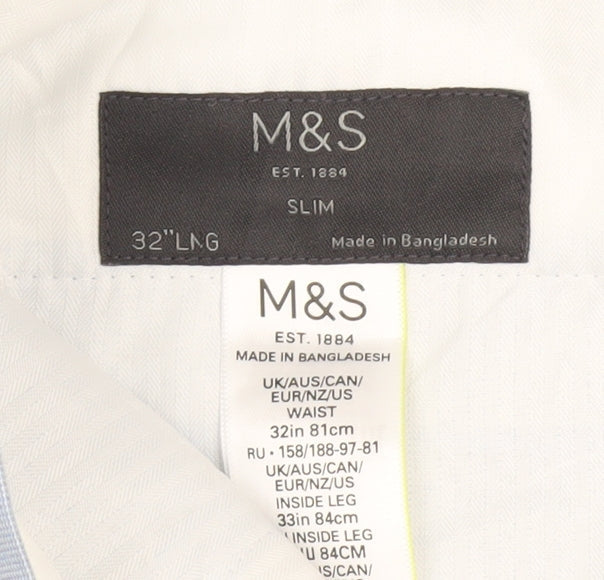 M&S
EST. 1884
SLIM
32"LNG
Made in Bangladesh
M&S
EST. 1884
MADE IN BANGLADESH
UK/AUS/CAN/
EUR/NZ/US
WAIST
32in 81cm
RU • 158/188-97-81
UK/AUS/CAN/
EUR/NZ/US
INSIDE LEG
33in 84cm
INSIDE LEG
84CM